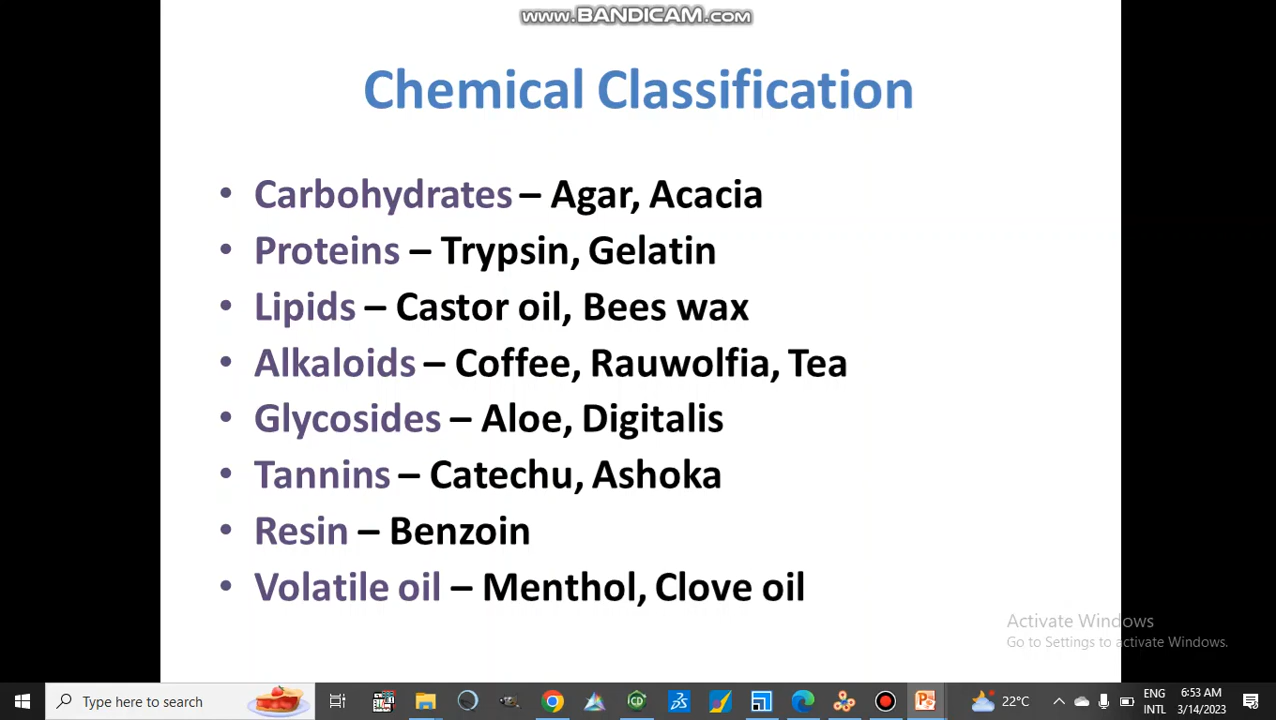 www.BANDICAM.com
Chemical Classification
• Carbohydrates – Agar, Acacia
• Proteins – Trypsin, Gelatin
• Lipids – Castor oil, Bees wax
• Alkaloids – Coffee, Rauwolfia, Tea
• Glycosides – Aloe, Digitalis
• Tannins – Catechu, Ashoka
• Resin – Benzoin
• Volatile oil – Menthol, Clove oil
Activate Windows
Go to Settings to activate Windows.
Type here to search
22°C
ENG
INTL
6:53 AM
3/14/2023